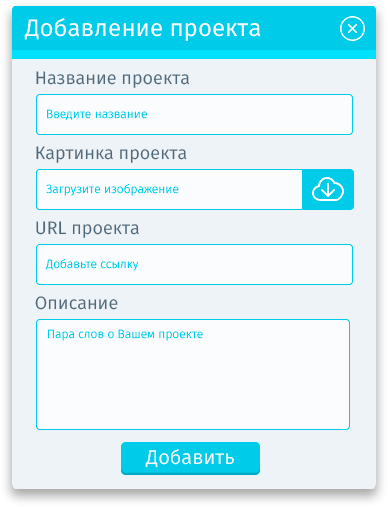 Добавление проекта
Название проекта
Введите название
Картинка проекта
Загрузите изображение
URL проекта
Добавьте ссылку
Описание
Пара слов о Вашем проекте
Добавить